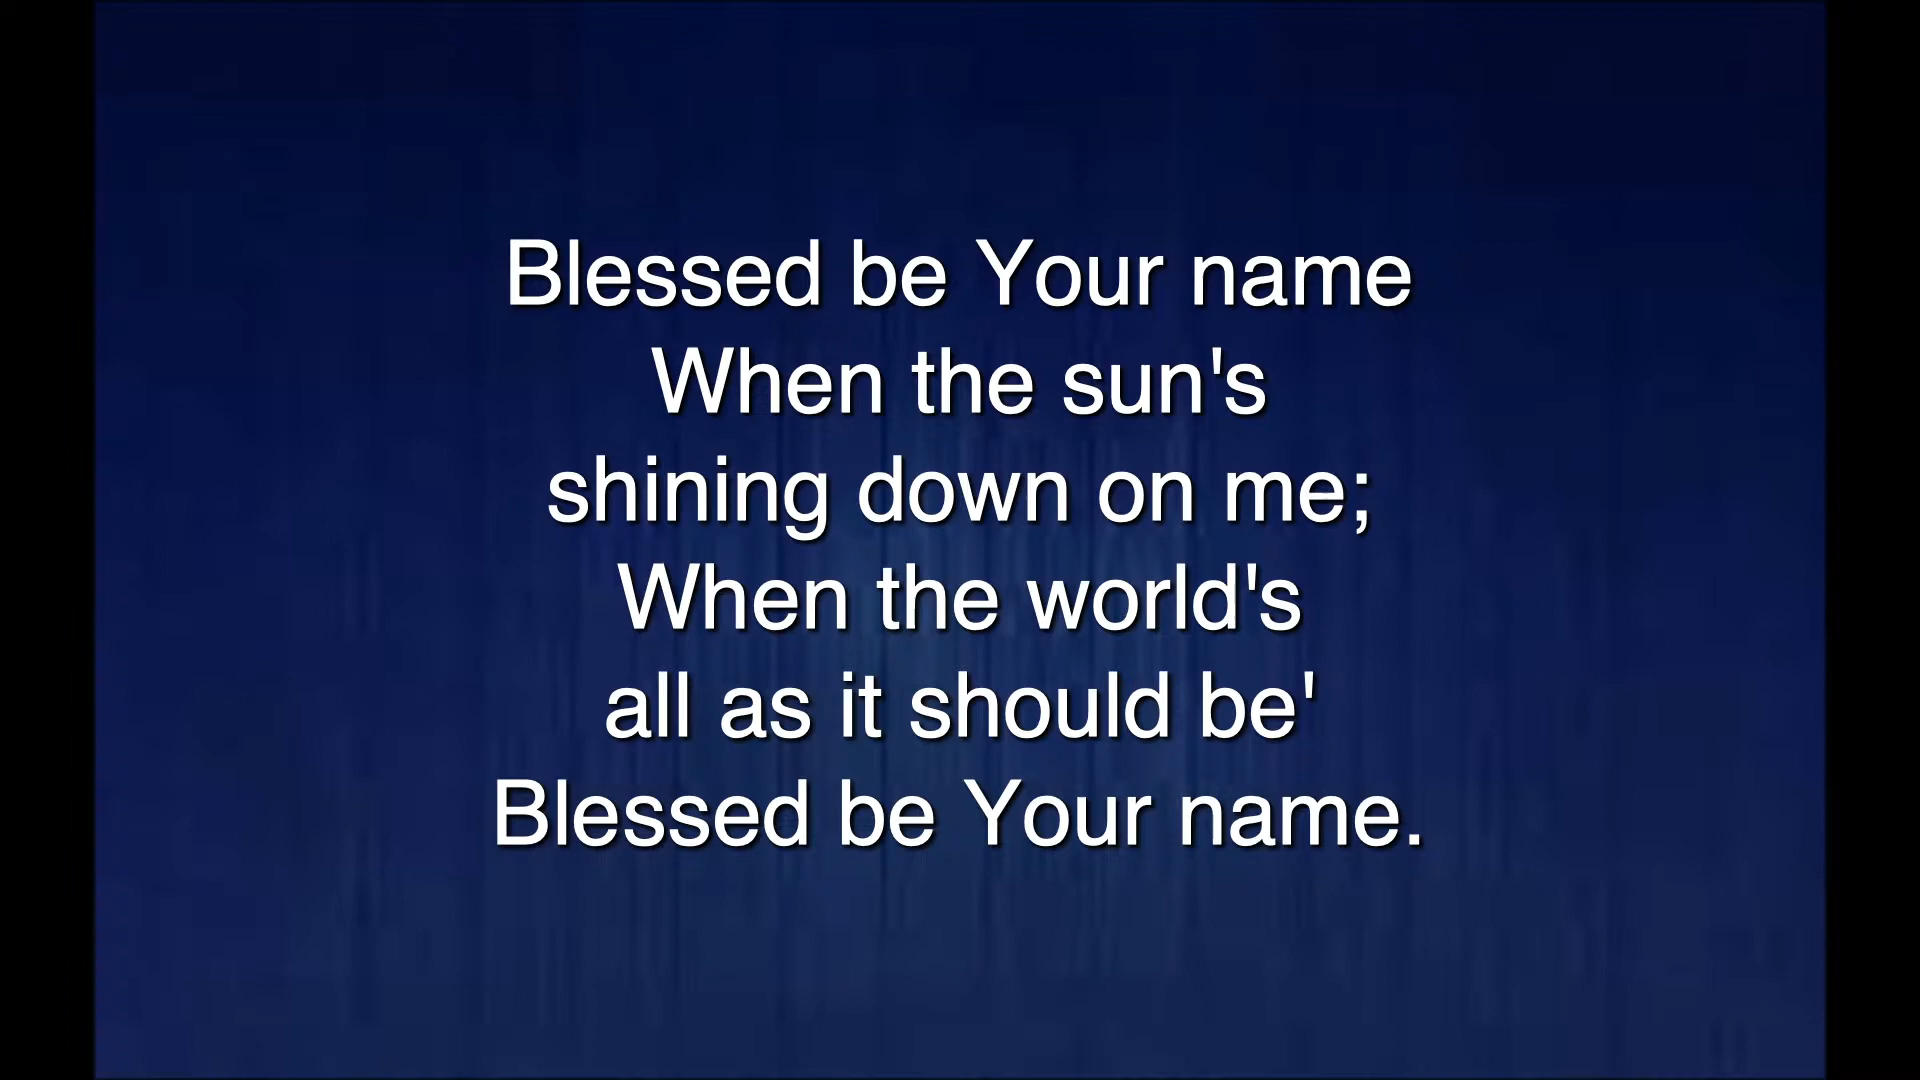 Blessed be Your name
When the sun's
shining down on me;
When the world's
all as it should be'
Blessed be Your name.